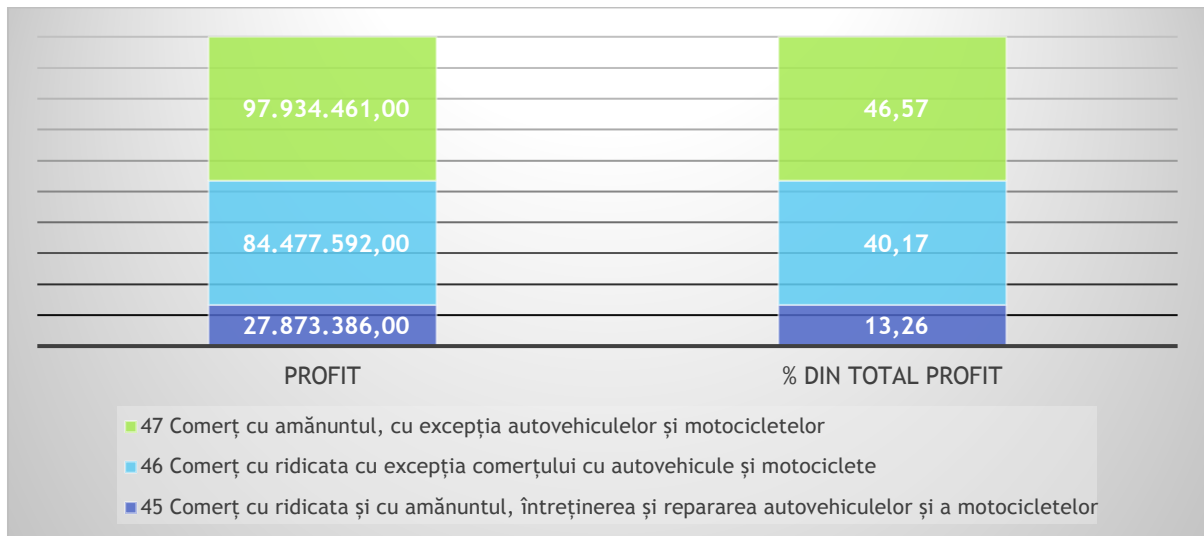 97.934.461,00 46,57
84.477.592,00 40,17
27.873.386,00 13,26
PROFIT % DIN TOTAL PROFIT
47 Comerț cu amănuntul, cu excepția autovehiculelor și motocicletelor
46 Comerț cu ridicata cu excepția comerțului cu autovehicule și motociclete
45 Comerț cu ridicata și cu amănuntul, întreținerea și repararea autovehiculelor și a motocicletelor